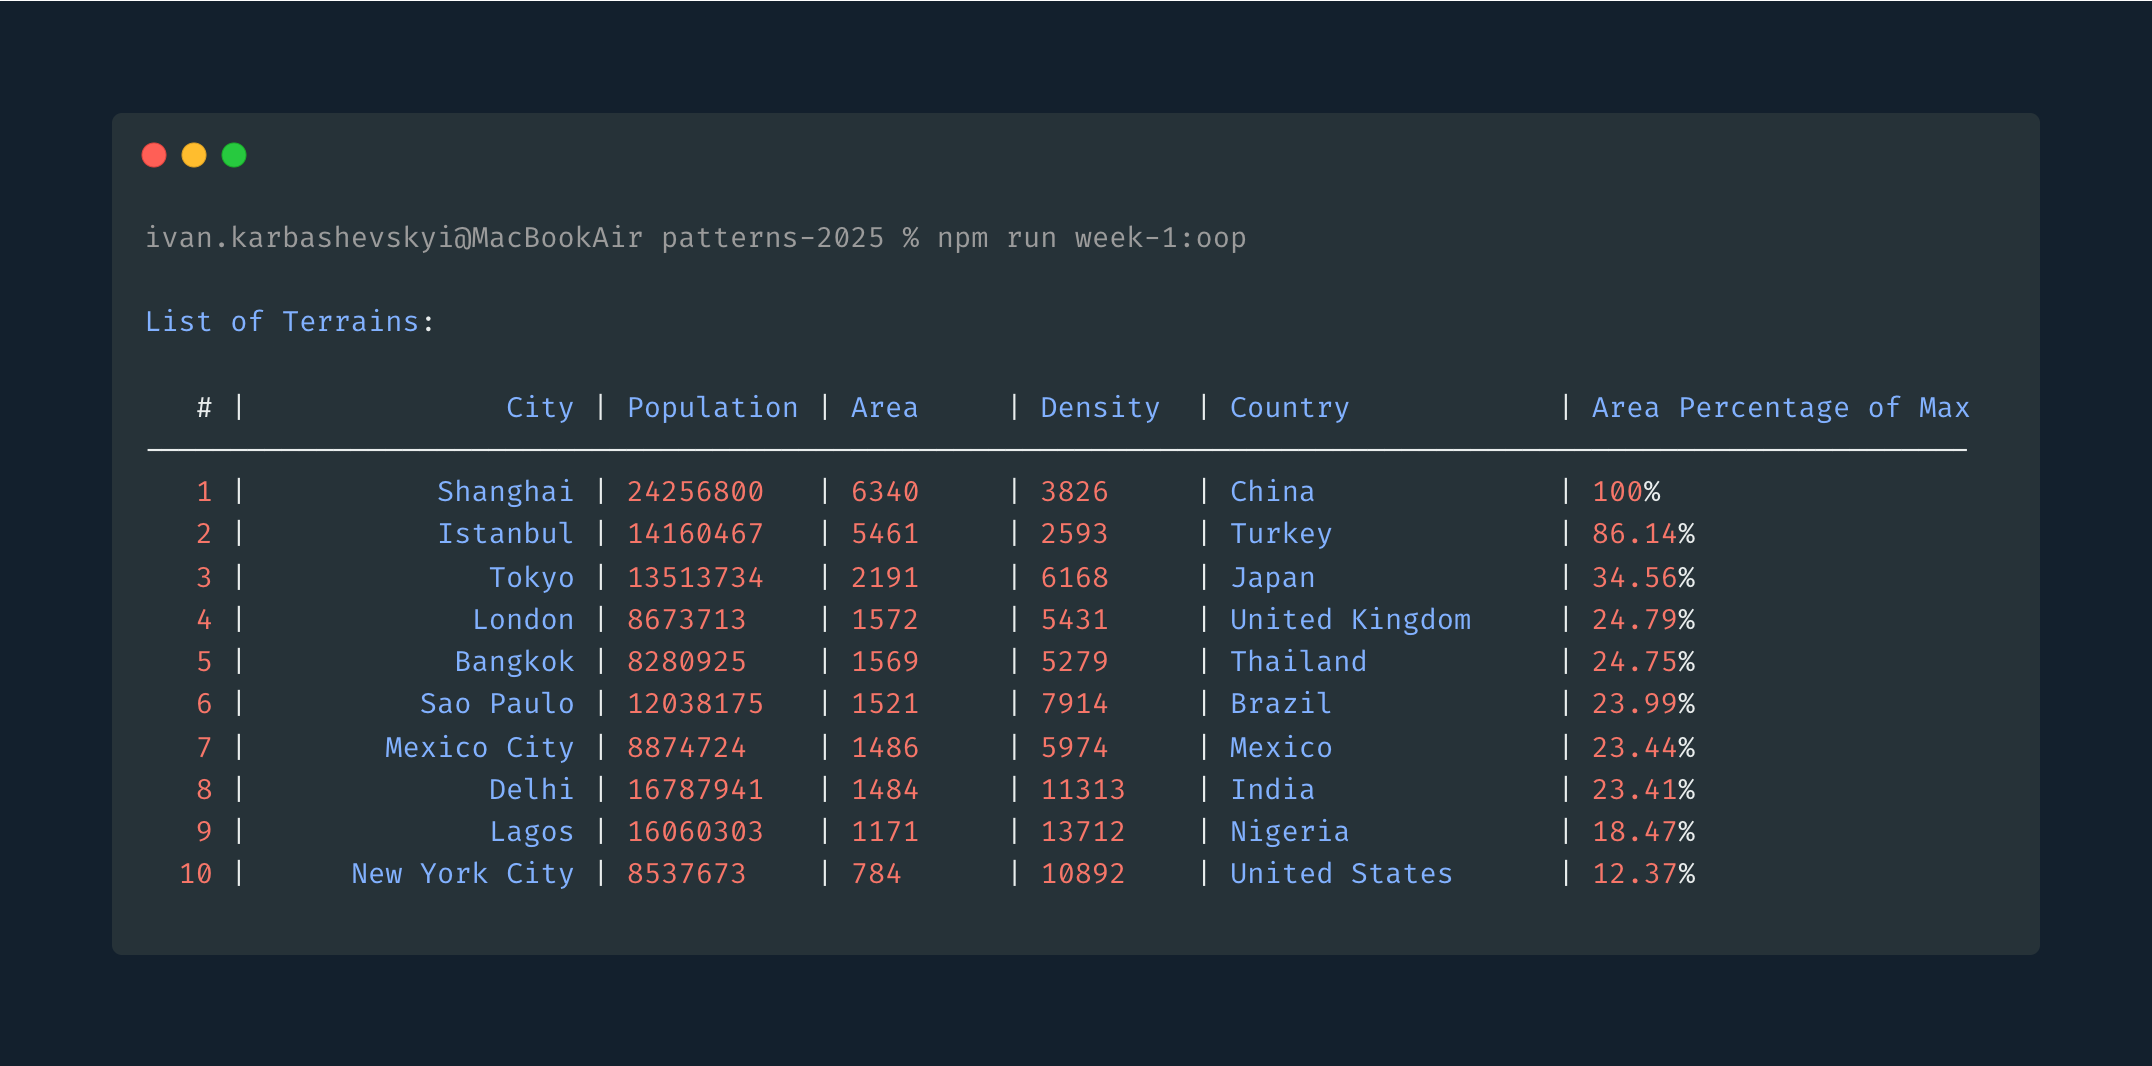 ivan.karbashevskyi@MacBookAir patterns-2025 % npm run week-1:oop
List of Terrains:
# | City | Population | Area | Density | Country | Area Percentage of Max
1 | Shanghai | 24256800 | 6340 | 3826 | China | 100%
2 | Istanbul | 14160467 | 5461 | 2593 | Turkey | 86.14%
3 | Tokyo | 13513734 | 2191 | 6168 | Japan | 34.56%
4 | London | 8673713 | 1572 | 5431 | United Kingdom | 24.79%
5 | Bangkok | 8280925 | 1569 | 5279 | Thailand | 24.75%
6 | Sao Paulo | 12038175 | 1521 | 7914 | Brazil | 23.99%
7 | Mexico City | 8874724 | 1486 | 5974 | Mexico | 23.44%
8 | Delhi | 16787941 | 1484 | 11313 | India | 23.41%
9 | Lagos | 16060303 | 1171 | 13712 | Nigeria | 18.47%
10 | New York City | 8537673 | 784 | 10892 | United States | 12.37%